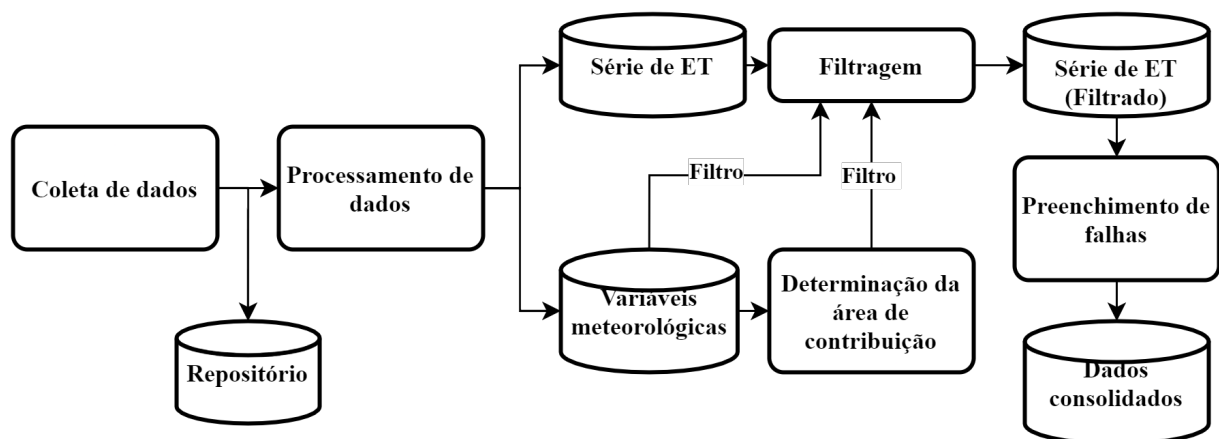 Série de ET
Filtragem
Série de ET
(Filtrado)
Coleta de dados
Processamento de
dados
Filtro
Filtro
Preenchimento de
falhas
Variáveis
meteorológicas
Determinação da
área de
contribuição
Repositório
Dados
consolidados